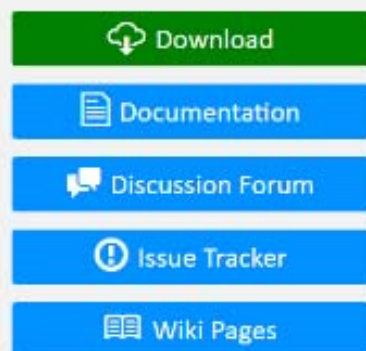 Download
Documentation
Discussion Forum
Issue Tracker
Wiki Pages